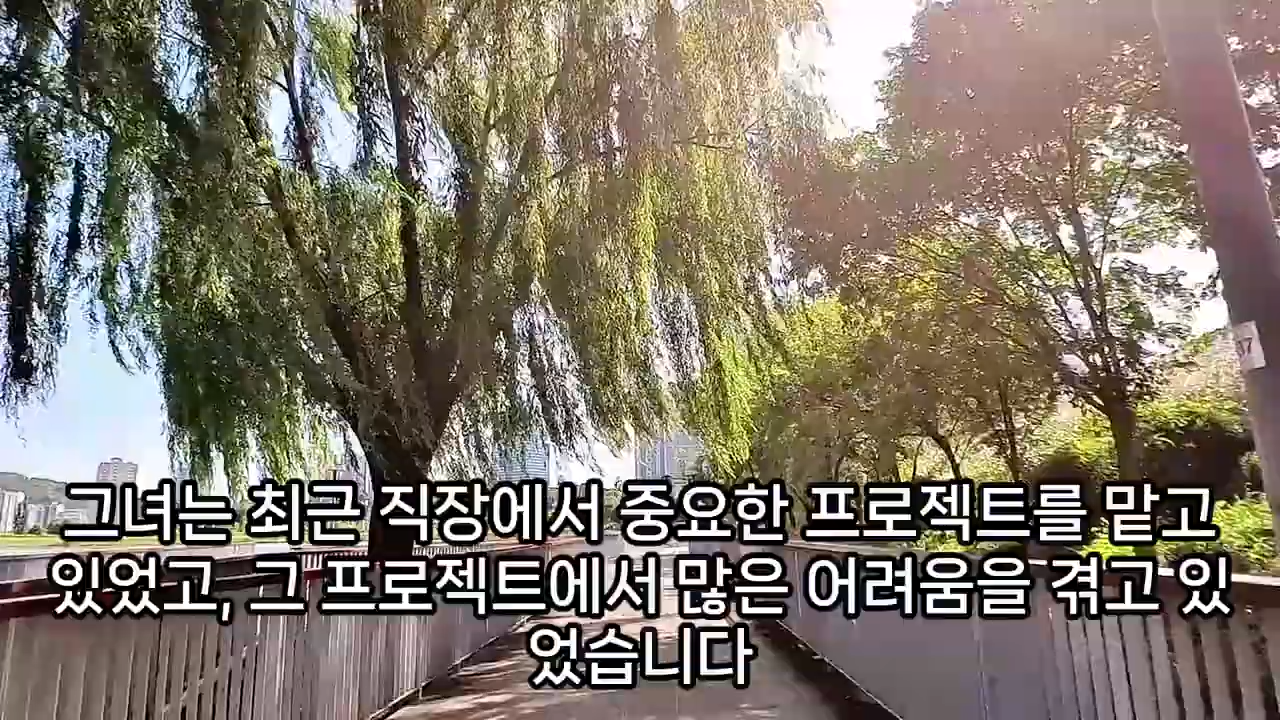 그녀는 최근 직장에서 중요한 프로젝트를 맡고
있었고, 그 프로젝트에서 많은 어려움을 겪고 있
었습니다